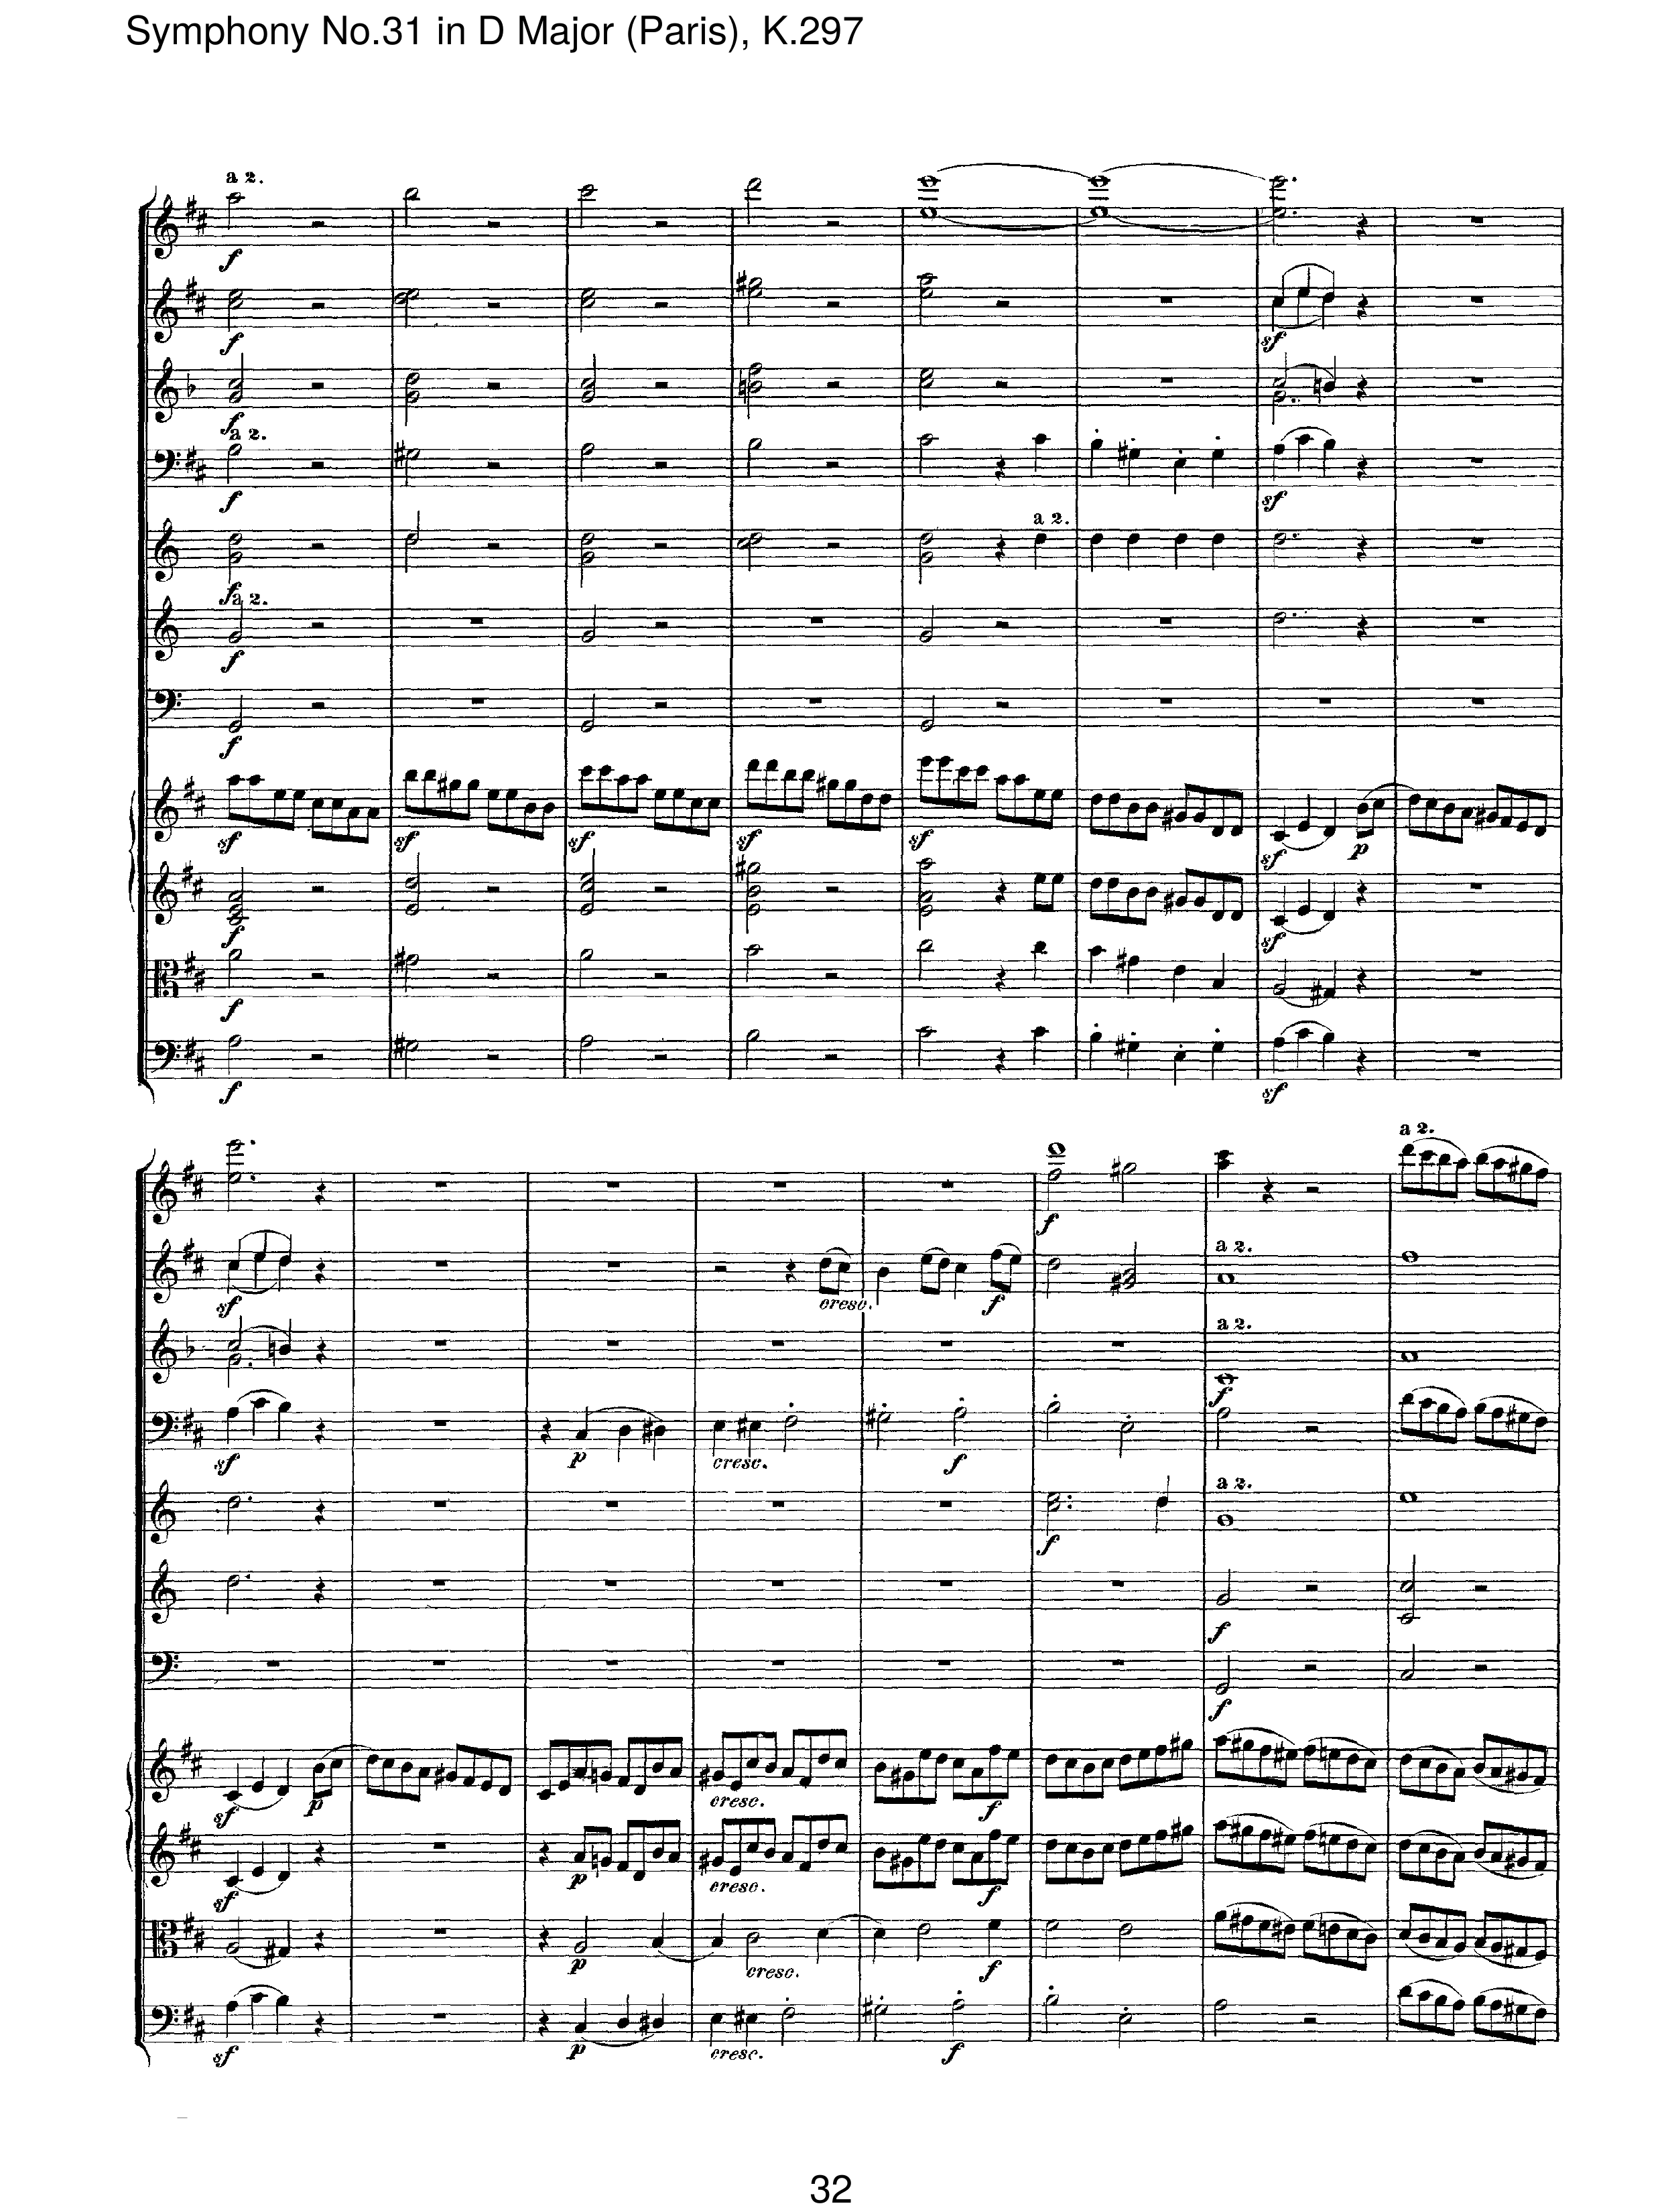 Symphony No.31 in D Major (Paris), K.297
a 2.
f
f
f
a 2.
f
a 2.
f
a 2.
f
f
sf sf sf sf sf sf p
f sf
f
f sf
sf
sf
a 2.
f
a 2.
cresc. f
a 2.
f
sf p cresc. f
a 2.
f
f
f
sf p cresc. f
sf p cresc. f
p cresc. f
sf p cresc. f
32